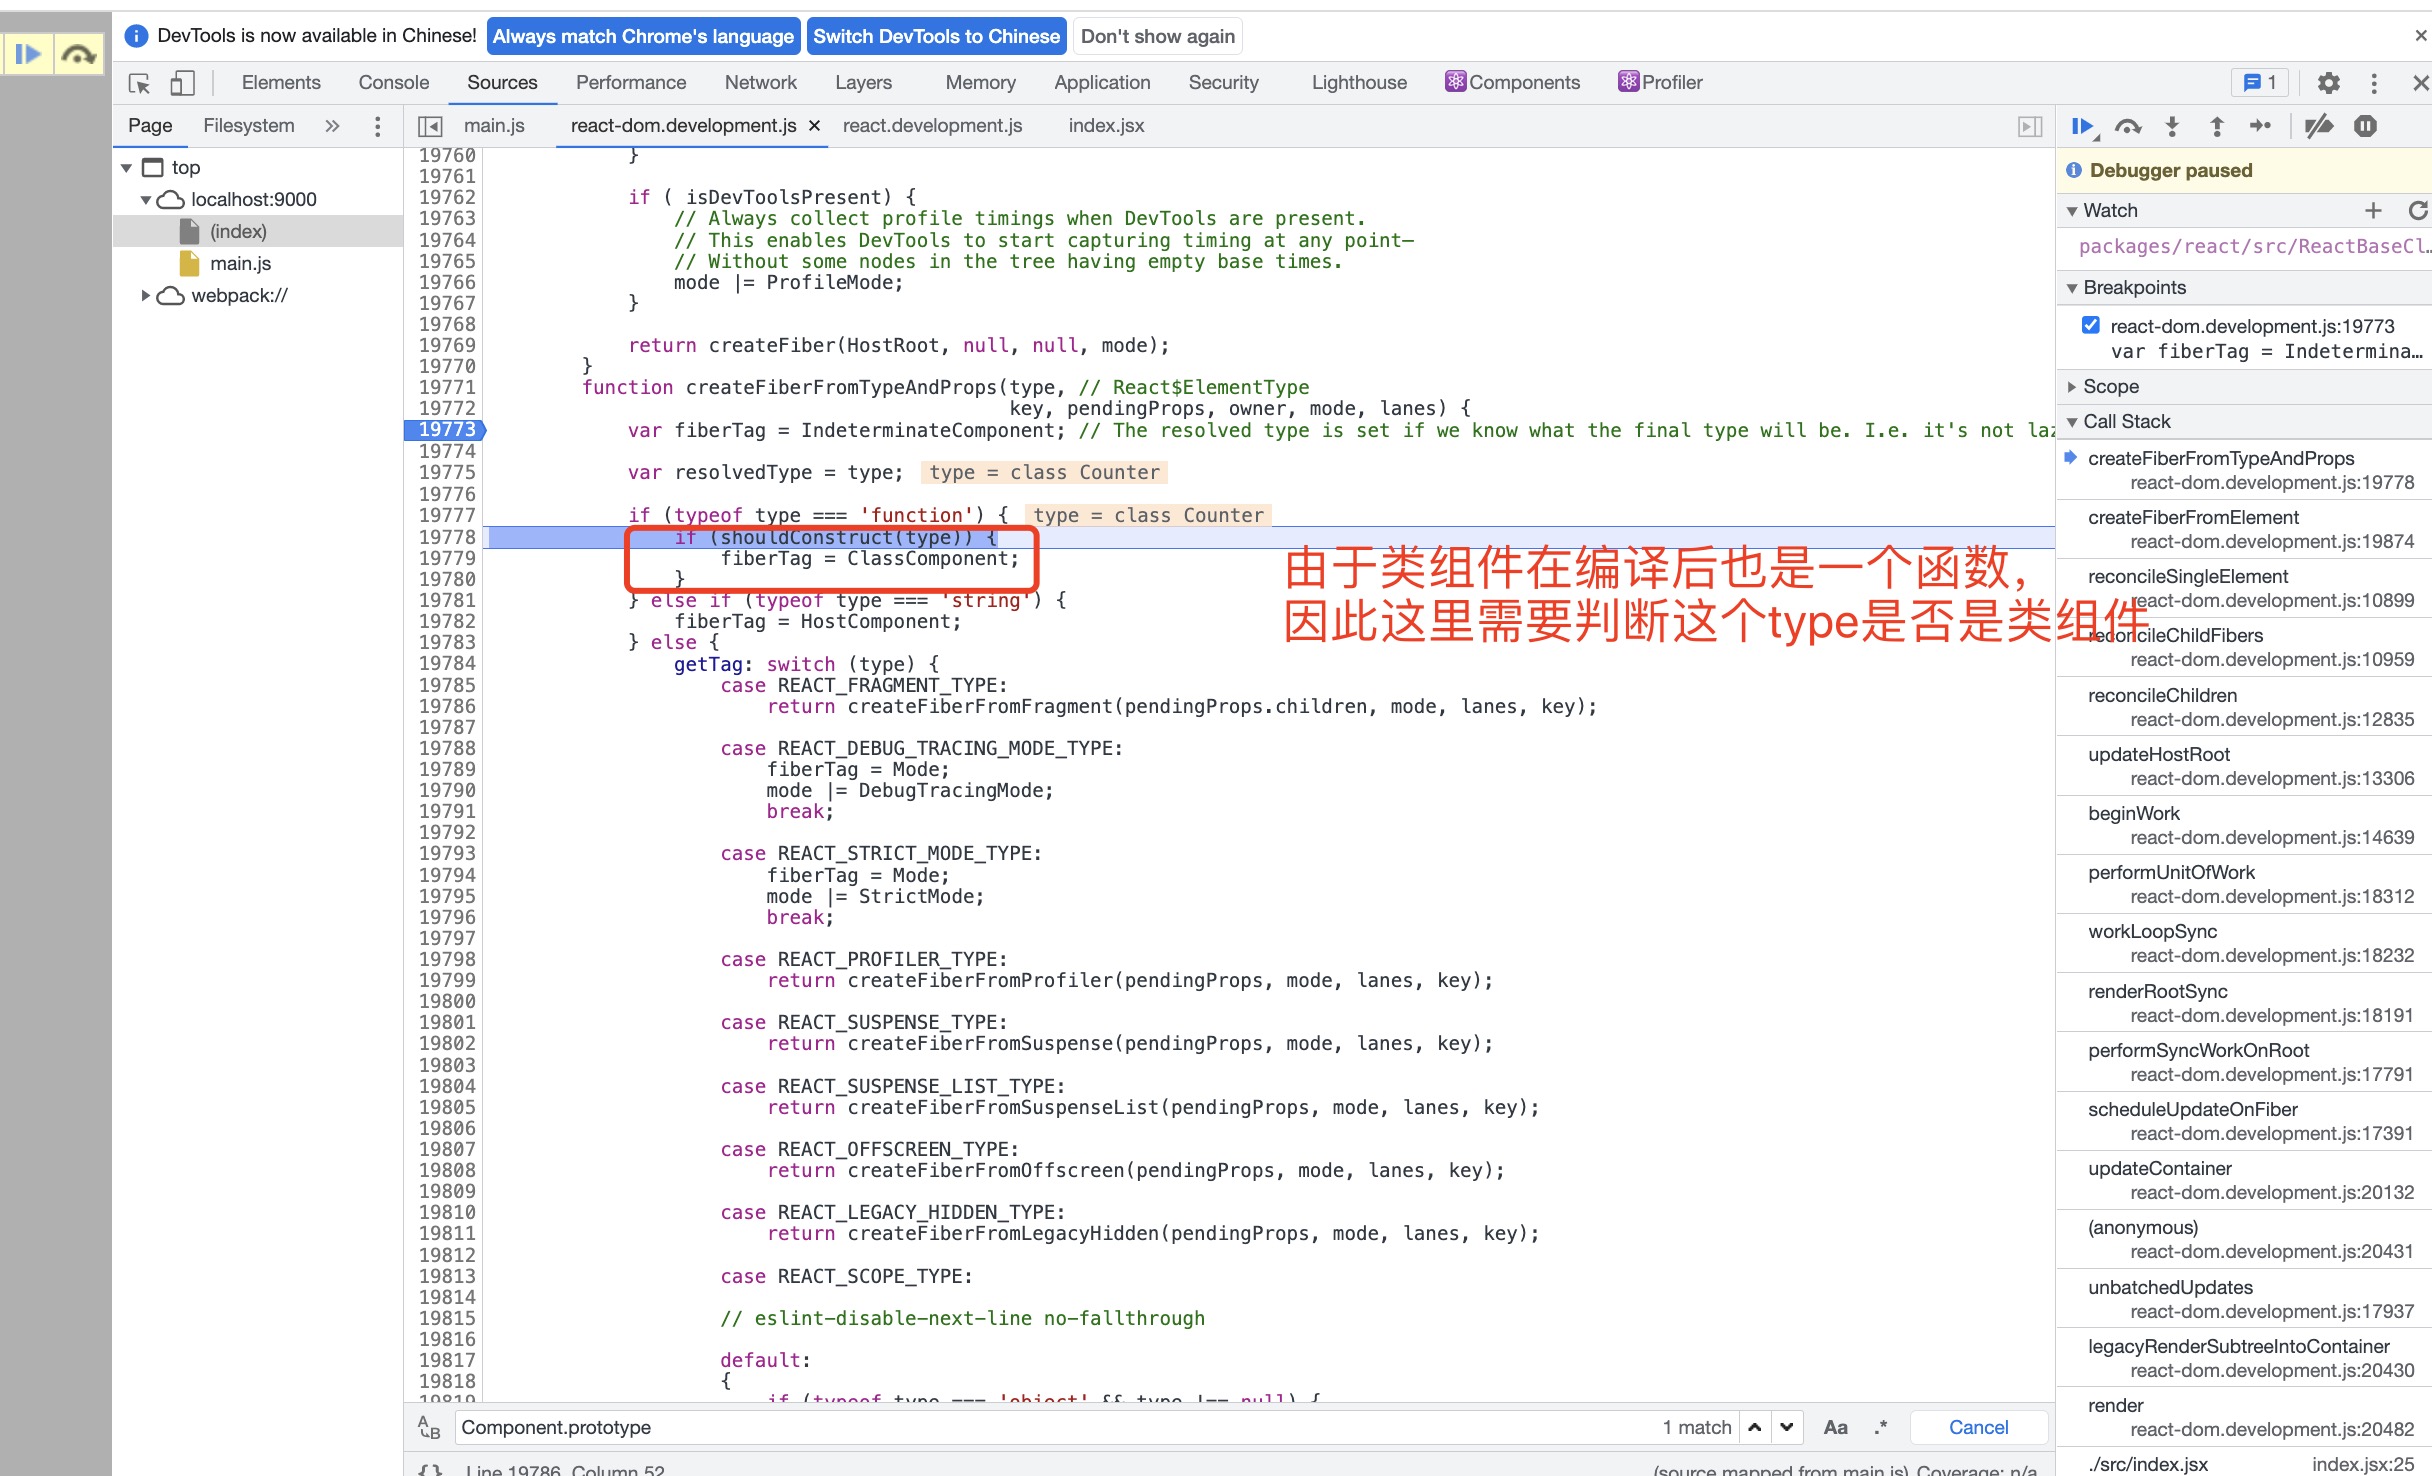 DevTools is now available in Chinese! Always match Chrome's language Switch DevTools to Chinese Don't show again
Elements Console Sources Performance Network Layers Memory Application Security Lighthouse Components Profiler 1
Page Filesystem
main.js react-dom.development.js react.development.js index.jsx
top
localhost:9000
(index)
main.js
webpack://
19760 }
19761
19762 if ( isDevToolsPresent) {
19763 // Always collect profile timings when DevTools are present.
19764 // This enables DevTools to start capturing timing at any point–
19765 // Without some nodes in the tree having empty base times.
19766 mode |= ProfileMode;
19767 }
19768
19769 return createFiber(HostRoot, null, null, mode);
19770 }
19771 function createFiberFromTypeAndProps(type, // React$ElementType
19772 key, pendingProps, owner, mode, lanes) {
19773 var fiberTag = IndeterminateComponent; // The resolved type is set if we know what the final type will be. I.e. it's not laz
19774
19775 var resolvedType = type; type = class Counter
19776
19777 if (typeof type === 'function') { type = class Counter
19778 if (shouldConstruct(type)) {
19779 fiberTag = ClassComponent;
19780 }
19781 } else if (typeof type === 'string') {
19782 fiberTag = HostComponent;
19783 } else {
19784 getTag: switch (type) {
19785 case REACT_FRAGMENT_TYPE:
19786 return createFiberFromFragment(pendingProps.children, mode, lanes, key);
19787
19788 case REACT_DEBUG_TRACING_MODE_TYPE:
19789 fiberTag = Mode;
19790 mode |= DebugTracingMode;
19791 break;
19792
19793 case REACT_STRICT_MODE_TYPE:
19794 fiberTag = Mode;
19795 mode |= StrictMode;
19796 break;
19797
19798 case REACT_PROFILER_TYPE:
19799 return createFiberFromProfiler(pendingProps, mode, lanes, key);
19800
19801 case REACT_SUSPENSE_TYPE:
19802 return createFiberFromSuspense(pendingProps, mode, lanes, key);
19803
19804 case REACT_SUSPENSE_LIST_TYPE:
19805 return createFiberFromSuspenseList(pendingProps, mode, lanes, key);
19806
19807 case REACT_OFFSCREEN_TYPE:
19808 return createFiberFromOffscreen(pendingProps, mode, lanes, key);
19809
19810 case REACT_LEGACY_HIDDEN_TYPE:
19811 return createFiberFromLegacyHidden(pendingProps, mode, lanes, key);
19812
19813 case REACT_SCOPE_TYPE:
19814
19815 // eslint-disable-next-line no-fallthrough
19816
19817 default:
19818 {
19819 if (typeof type === 'object' && type !== null) {
由于类组件在编译后也是一个函数，
因此这里需要判断这个type是否是类组件
Component.prototype 1 match Aa .* Cancel
{} Line 19786, Column 52 (source mapped from main.js) Coverage: n/a
Debugger paused
Watch
packages/react/src/ReactBaseCl…
Breakpoints
react-dom.development.js:19773
var fiberTag = Indetermina…
Scope
Call Stack
createFiberFromTypeAndProps
react-dom.development.js:19778
createFiberFromElement
react-dom.development.js:19874
reconcileSingleElement
react-dom.development.js:10899
reconcileChildFibers
react-dom.development.js:10959
reconcileChildren
react-dom.development.js:12835
updateHostRoot
react-dom.development.js:13306
beginWork
react-dom.development.js:14639
performUnitOfWork
react-dom.development.js:18312
workLoopSync
react-dom.development.js:18232
renderRootSync
react-dom.development.js:18191
performSyncWorkOnRoot
react-dom.development.js:17791
scheduleUpdateOnFiber
react-dom.development.js:17391
updateContainer
react-dom.development.js:20132
(anonymous)
react-dom.development.js:20431
unbatchedUpdates
react-dom.development.js:17937
legacyRenderSubtreeIntoContainer
react-dom.development.js:20430
render
react-dom.development.js:20482
./src/index.jsx index.jsx:25